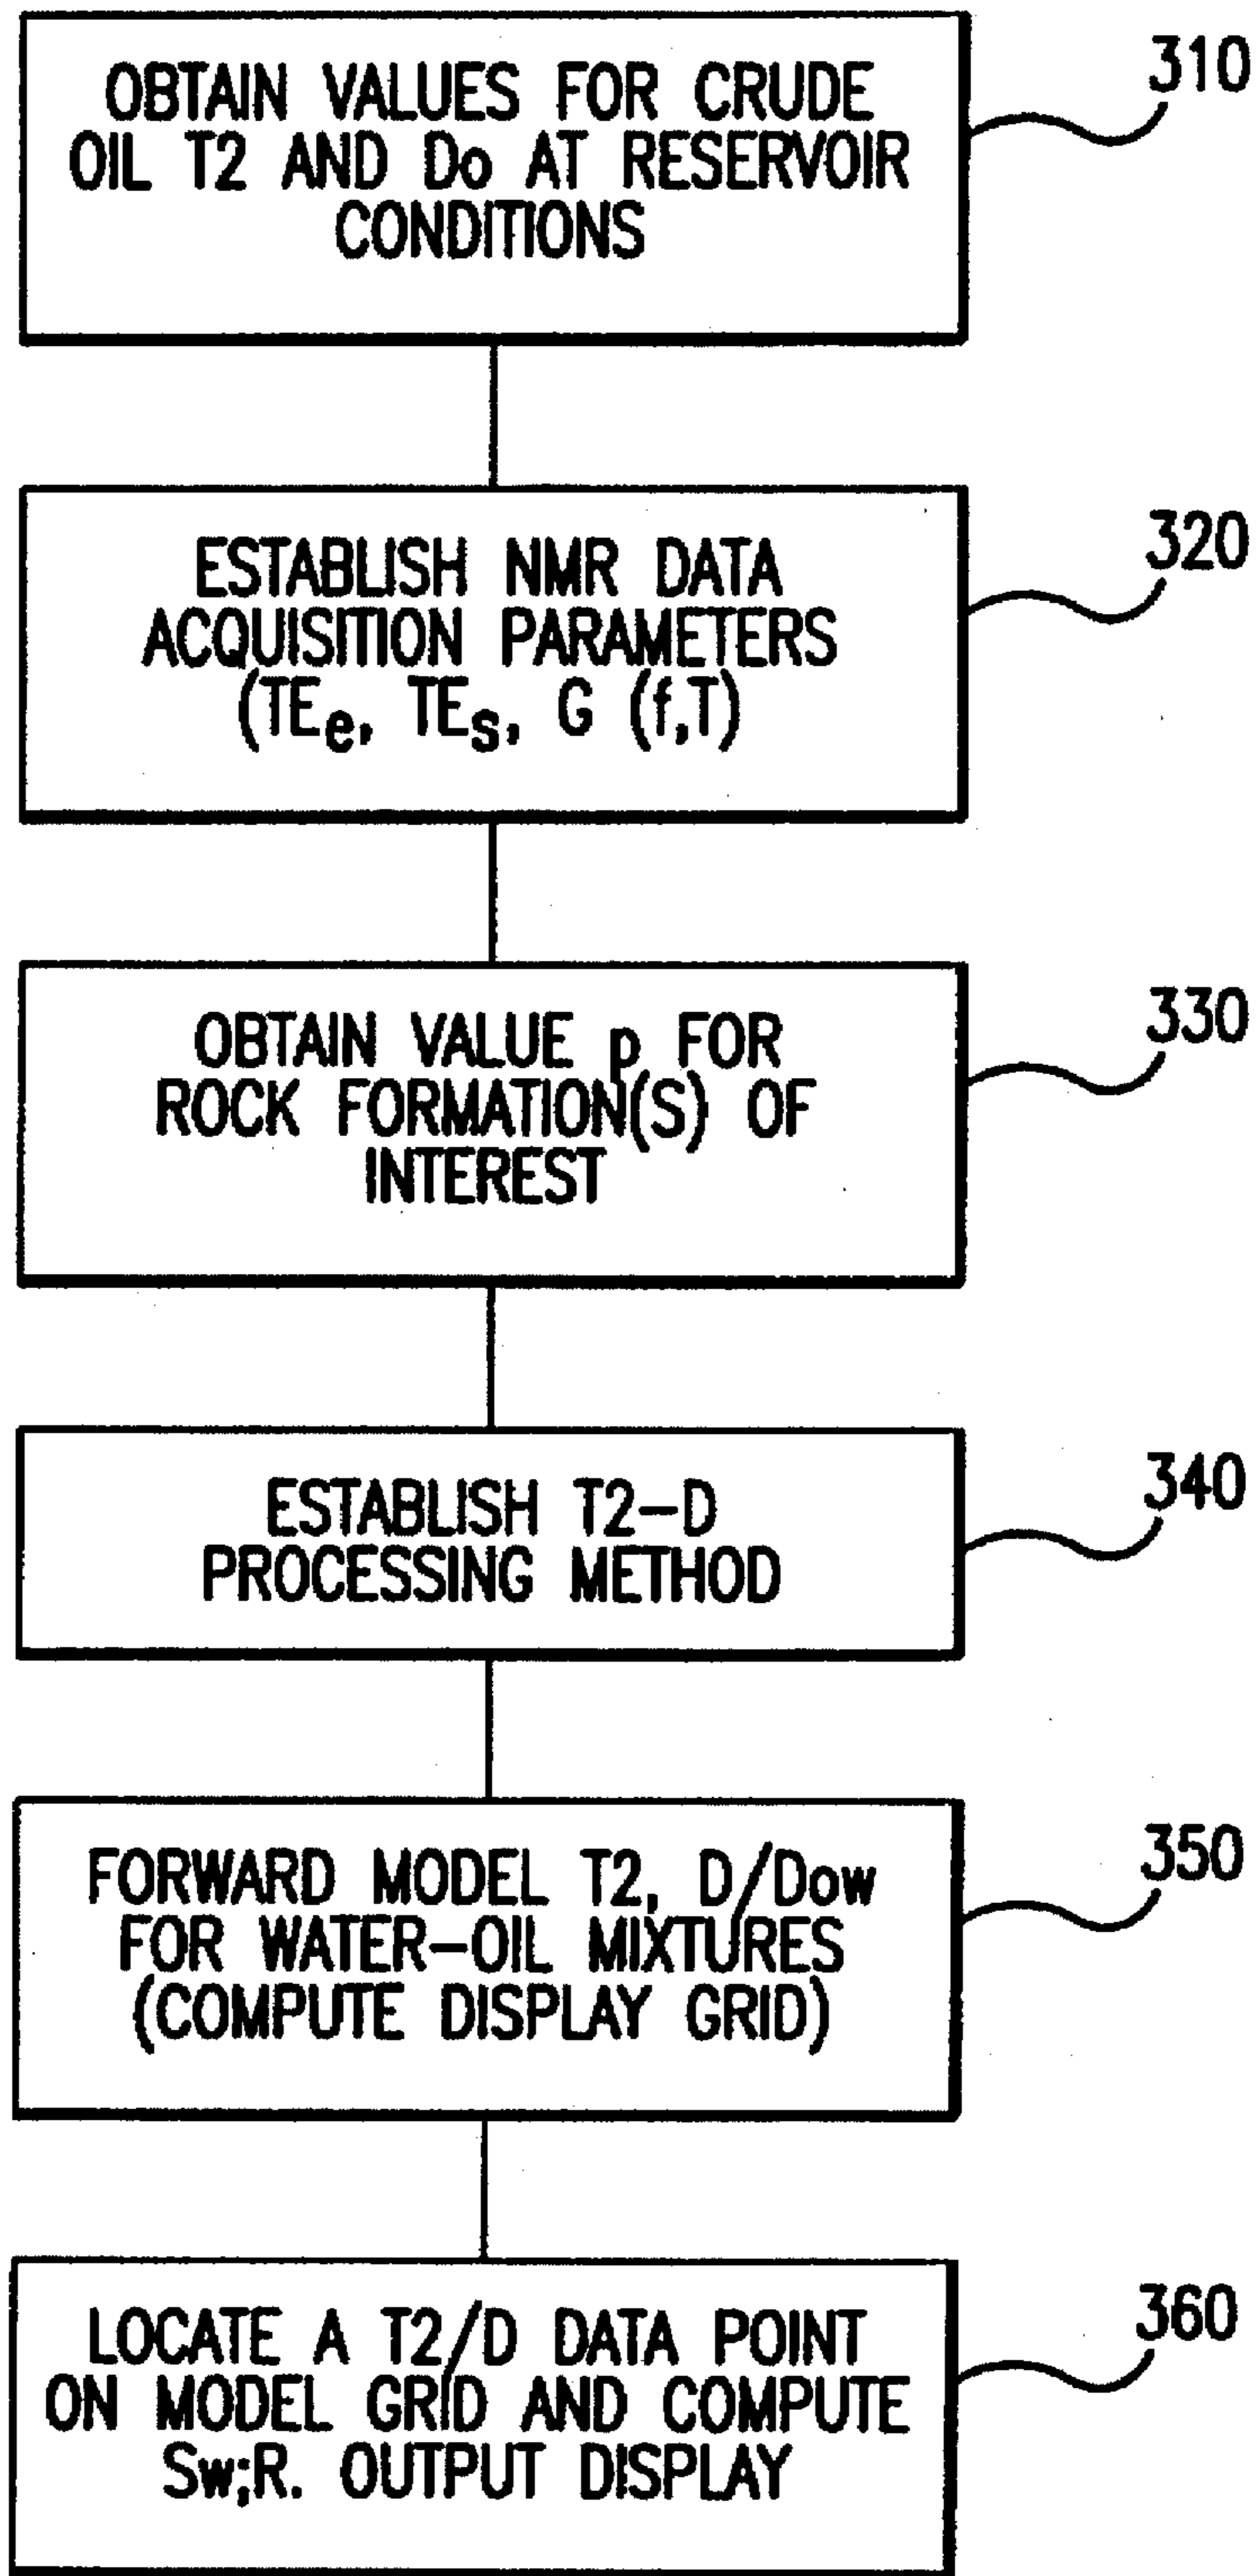 OBTAIN VALUES FOR CRUDE
OIL T2 AND Do AT RESERVOIR
CONDITIONS
310
ESTABLISH NMR DATA
ACQUISITION PARAMETERS
(TEe, TEs, G (f,T)
320
OBTAIN VALUE p FOR
ROCK FORMATION(S) OF
INTEREST
330
ESTABLISH T2-D
PROCESSING METHOD
340
FORWARD MODEL T2, D/Dow
FOR WATER-OIL MIXTURES
(COMPUTE DISPLAY GRID)
350
LOCATE A T2/D DATA POINT
ON MODEL GRID AND COMPUTE
Sw;R. OUTPUT DISPLAY
360